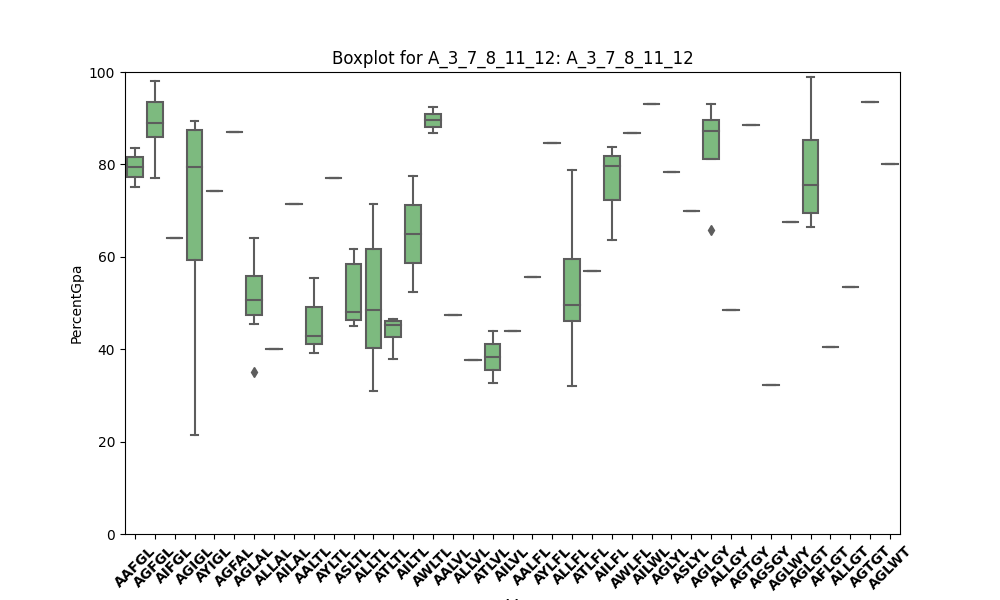 Boxplot for A_3_7_8_11_12: A_3_7_8_11_12
PercentGpa
100
80
60
40
20
0
AAFGL
AGFGL
AIFGL
AGIGL
AYIGL
AGFAL
AGLAL
ALLAL
AILAL
AALTL
AYLTL
ASLTL
ALLTL
ATLTL
AILTL
AWLTL
AALVL
ALLVL
ATLVL
AILVL
AALFL
AYLFL
ALLFL
ATLFL
AILFL
AWLFL
AILWL
AGLYL
ASLYL
AGLGY
ALLGY
AGTGY
AGSGY
AGLWY
AGLGT
AFLGT
ALLGT
AGTGT
AGLWT